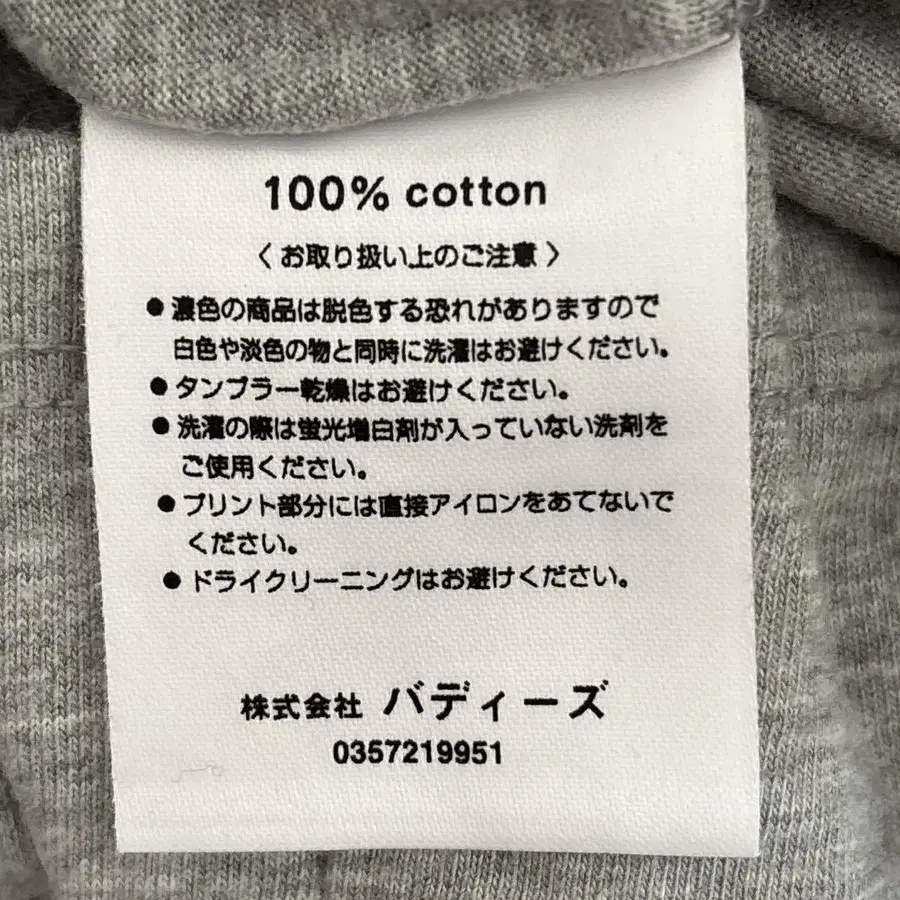 100% cotton
〈お取り扱い上のご注意〉
●濃色の商品は脱色する恐れがありますので
白色や淡色の物と同時に洗濯はお避けください。
●タンブラー乾燥はお避けください。
●洗濯の際は蛍光増白剤が入っていない洗剤を
ご使用ください。
●プリント部分には直接アイロンをあてないで
ください。
●ドライクリーニングはお避けください。
株式会社 バディーズ
0357219951